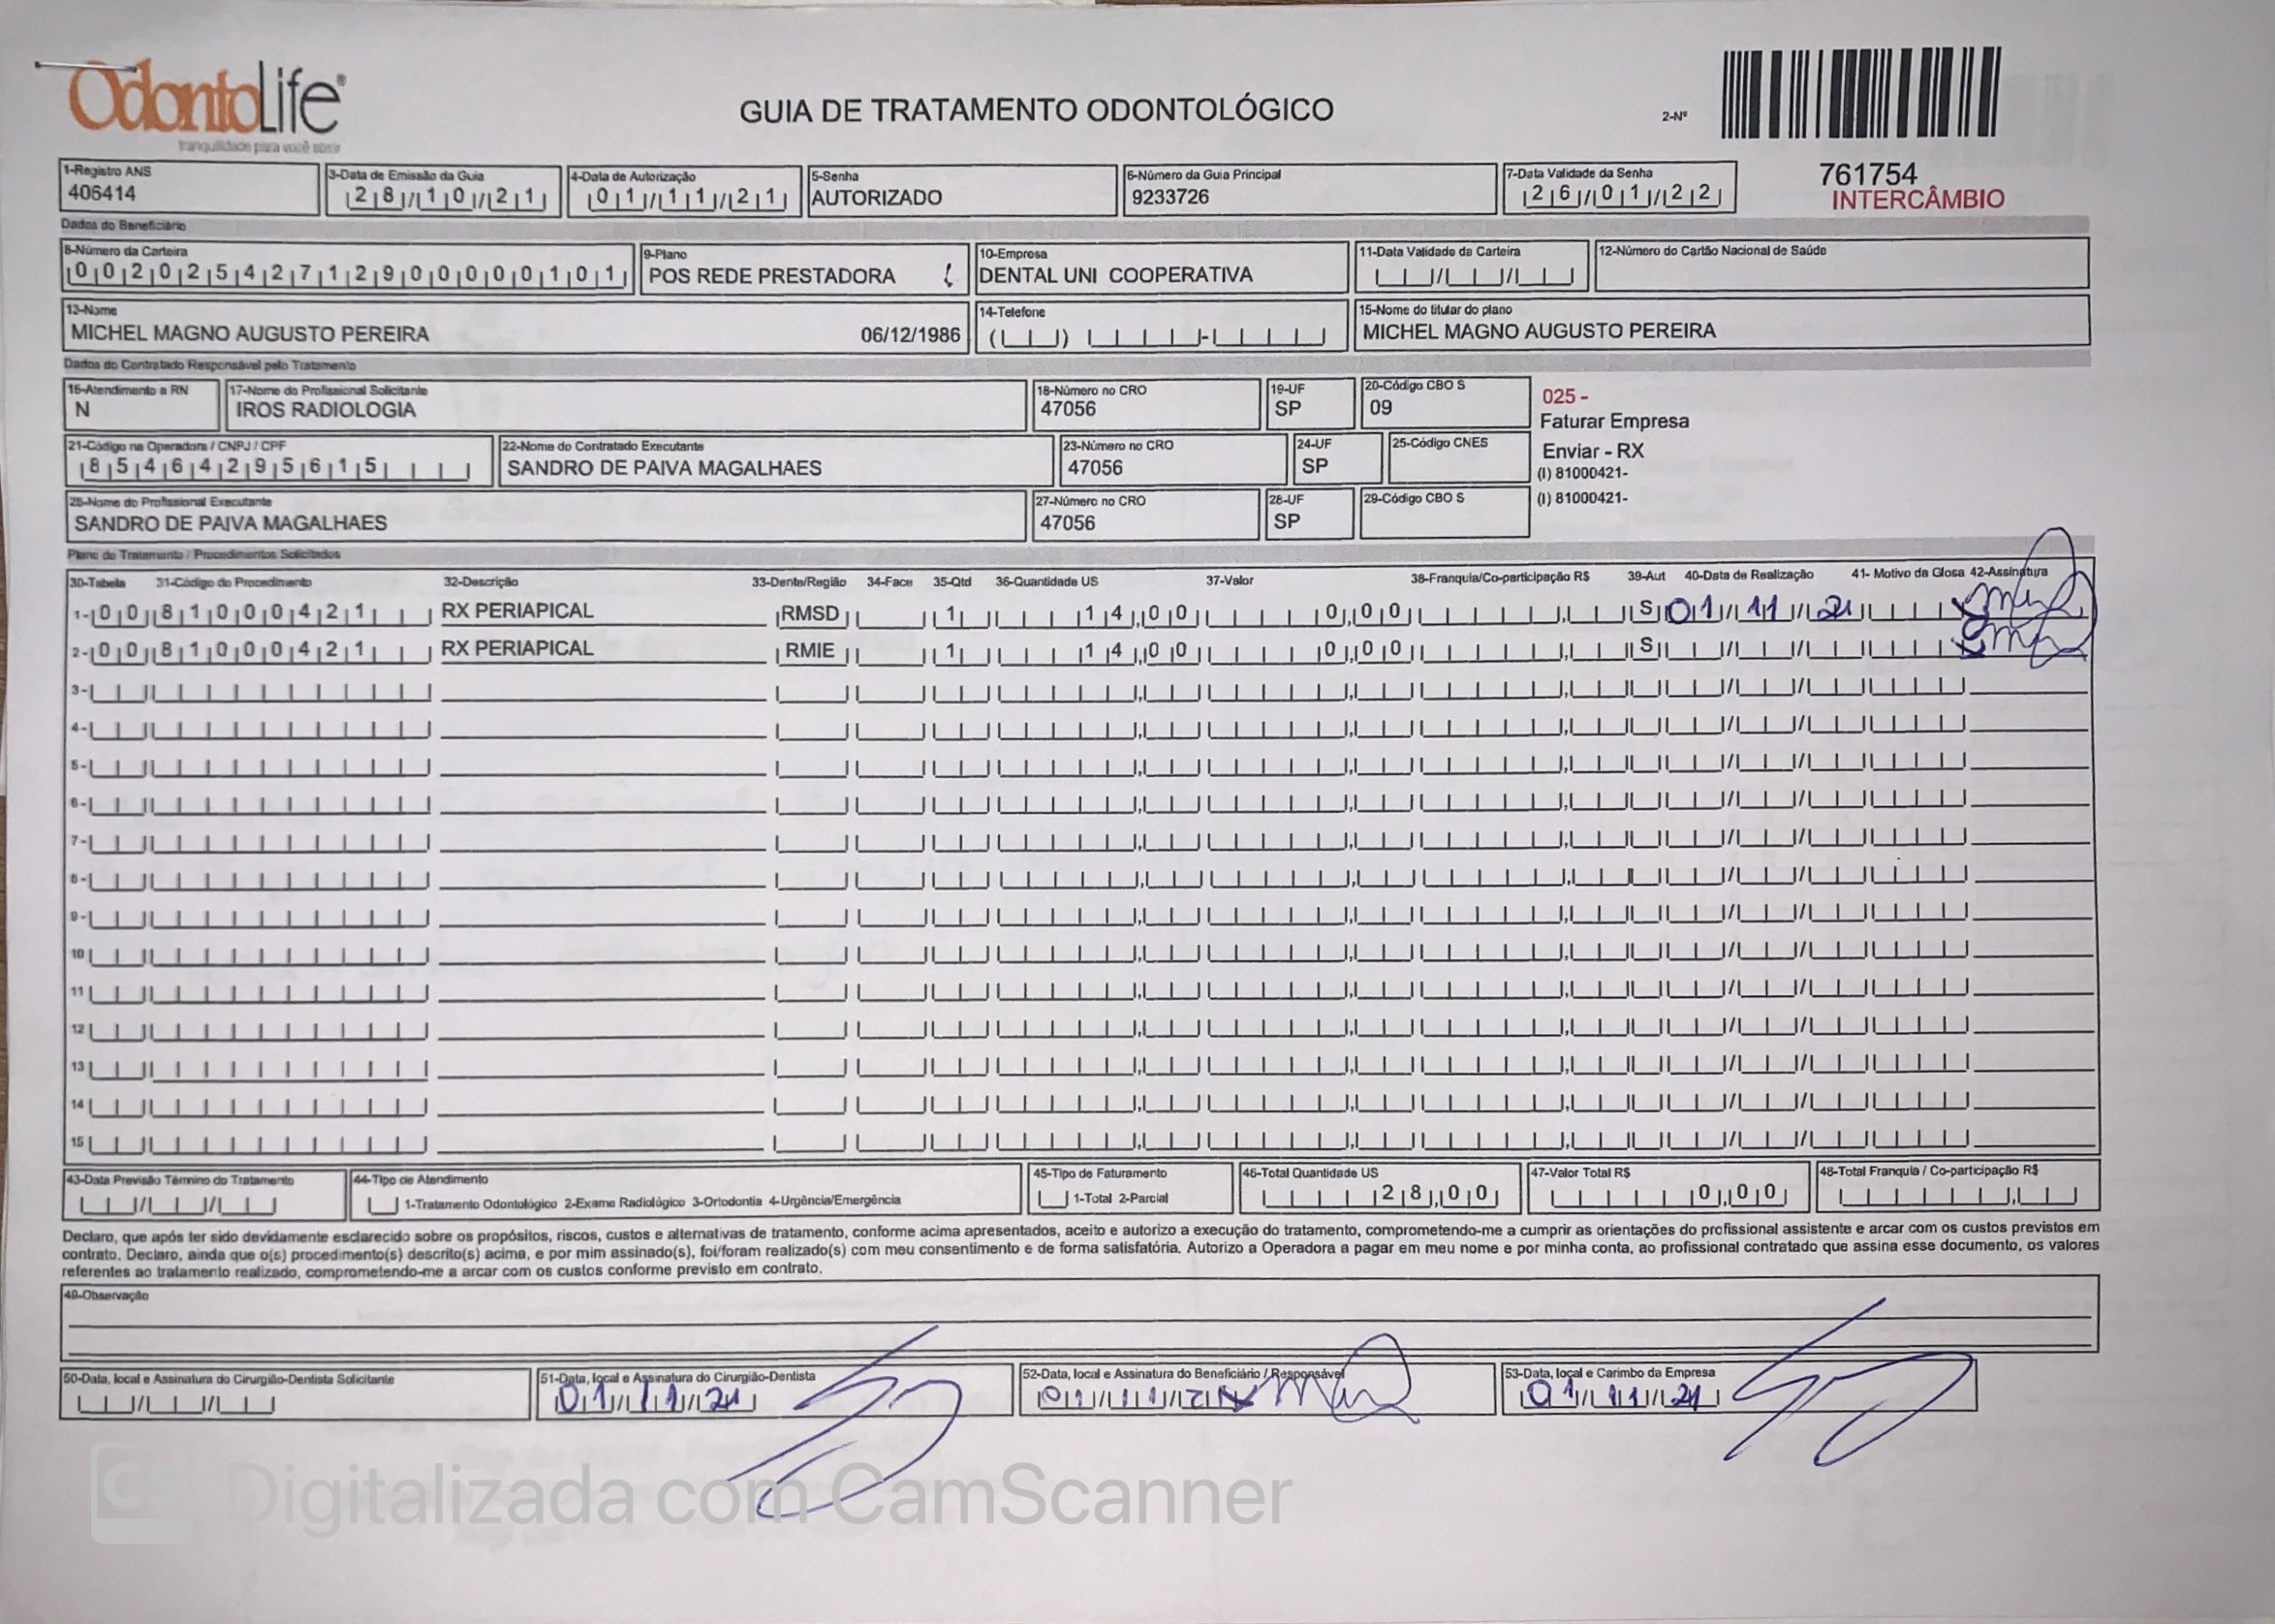 OdontoLife®
tranquilidade para você sorrir
GUIA DE TRATAMENTO ODONTOLÓGICO
2-Nº
761754
INTERCÂMBIO
1-Registro ANS
406414
3-Data de Emissão da Guia
28/10/21
4-Data de Autorização
01/11/21
5-Senha
AUTORIZADO
6-Número da Guia Principal
9233726
7-Data Validade da Senha
26/01/22
Dados do Beneficiário
8-Número da Carteira
00202542712900000101
9-Plano
POS REDE PRESTADORA
10-Empresa
DENTAL UNI COOPERATIVA
11-Data Validade da Carteira
12-Número do Cartão Nacional de Saúde
13-Nome
MICHEL MAGNO AUGUSTO PEREIRA 06/12/1986
14-Telefone
15-Nome do titular do plano
MICHEL MAGNO AUGUSTO PEREIRA
Dados do Contratado Responsável pelo Tratamento
16-Atendimento a RN
N
17-Nome do Profissional Solicitante
IROS RADIOLOGIA
18-Número no CRO
47056
19-UF
SP
20-Código CBO S
09
025 -
Faturar Empresa
Enviar - RX
(I) 81000421-
(I) 81000421-
21-Código na Operadora / CNPJ / CPF
85464295615
22-Nome do Contratado Executante
SANDRO DE PAIVA MAGALHAES
23-Número no CRO
47056
24-UF
SP
25-Código CNES
26-Nome do Profissional Executante
SANDRO DE PAIVA MAGALHAES
27-Número no CRO
47056
28-UF
SP
29-Código CBO S
Plano de Tratamento / Procedimentos Solicitados
30-Tabela 31-Código do Procedimento 32-Descrição 33-Dente/Região 34-Face 35-Qtd 36-Quantidade US 37-Valor 38-Franquia/Co-participação R$ 39-Aut 40-Data de Realização 41- Motivo da Glosa 42-Assinatura
1- 00 81000421 RX PERIAPICAL RMSD 1 14,00 0,00 S 01/11/21
2- 00 81000421 RX PERIAPICAL RMIE 1 14,00 0,00 S
3-
4-
5-
6-
7-
8-
9-
10
11
12
13
14
15
43-Data Previsão Término do Tratamento
44-Tipo de Atendimento
1-Tratamento Odontológico 2-Exame Radiológico 3-Ortodontia 4-Urgência/Emergência
45-Tipo de Faturamento
1-Total 2-Parcial
46-Total Quantidade US
28,00
47-Valor Total R$
0,00
48-Total Franquia / Co-participação R$
Declaro, que após ter sido devidamente esclarecido sobre os propósitos, riscos, custos e alternativas de tratamento, conforme acima apresentados, aceito e autorizo a execução do tratamento, comprometendo-me a cumprir as orientações do profissional assistente e arcar com os custos previstos em
contrato. Declaro, ainda que o(s) procedimento(s) descrito(s) acima, e por mim assinado(s), foi/foram realizado(s) com meu consentimento e de forma satisfatória. Autorizo a Operadora a pagar em meu nome e por minha conta, ao profissional contratado que assina esse documento, os valores
referentes ao tratamento realizado, comprometendo-me a arcar com os custos conforme previsto em contrato.
49-Observação
50-Data, local e Assinatura do Cirurgião-Dentista Solicitante
51-Data, local e Assinatura do Cirurgião-Dentista
01/11/21
52-Data, local e Assinatura do Beneficiário / Responsável
01/11/21
53-Data, local e Carimbo da Empresa
01/11/21
Digitalizada com CamScanner